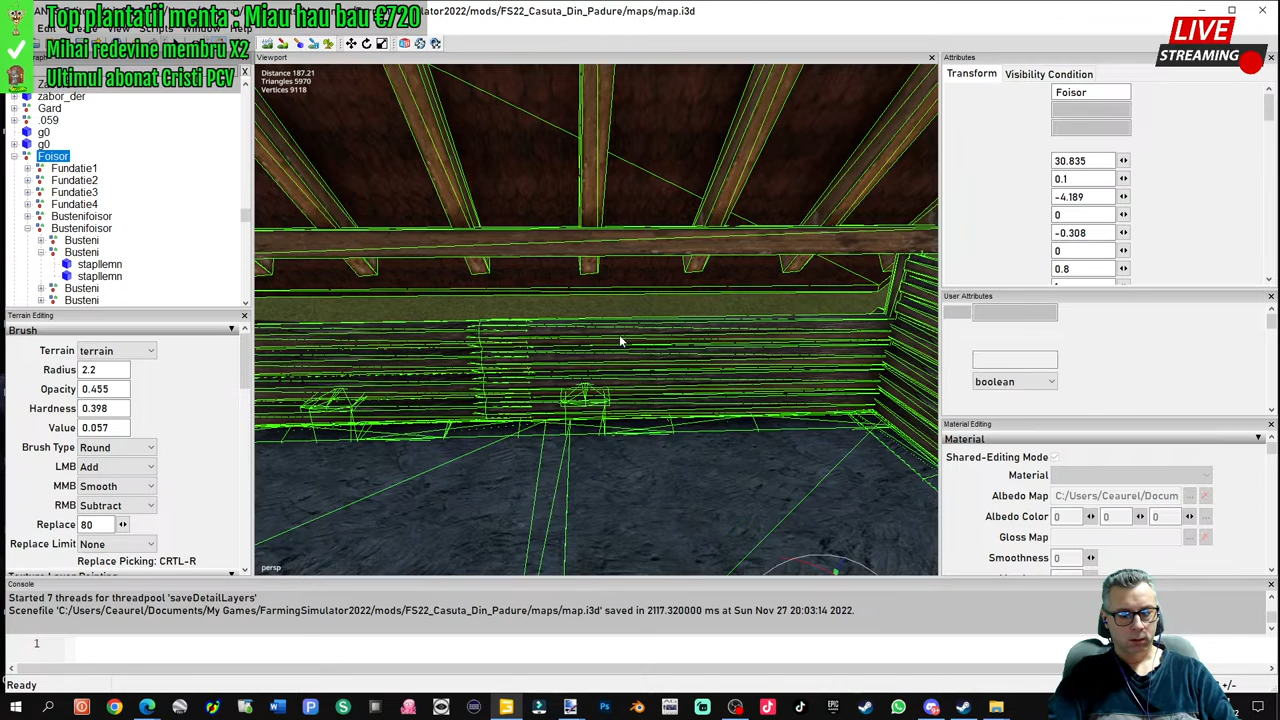 Top plantatii menta : Miau hau bau €720
Mihai redevine membru X2
Ultimul abonat Cristi PCV
Simulator2022/mods/FS22_Casuta_Din_Padure/maps/map.i3d
LIVE
STREAMING
Viewport
Distance 187.21
Triangles 5970
Vertices 9118
persp
zabor_der
Gard
.059
g0
g0
Foisor
Fundatie1
Fundatie2
Fundatie3
Fundatie4
Bustenifoisor
Bustenifoisor
Busteni
Busteni
stapllemn
stapllemn
Busteni
Busteni
Terrain Editing
Brush
Terrain terrain
Radius 2.2
Opacity 0.455
Hardness 0.398
Value 0.057
Brush Type Round
LMB Add
MMB Smooth
RMB Subtract
Replace 80
Replace Limit None
Replace Picking: CRTL-R
Attributes
Transform Visibility Condition
Foisor
30.835
0.1
-4.189
0
-0.308
0
0.8
User Attributes
boolean
Material Editing
Material
Shared-Editing Mode
Material
Albedo Map C:/Users/Ceaurel/Docum
Albedo Color 0 0 0
Gloss Map
Smoothness 0
Console
Started 7 threads for threadpool 'saveDetailLayers'
Scenefile 'C:/Users/Ceaurel/Documents/My Games/FarmingSimulator2022/mods/FS22_Casuta_Din_Padure/maps/map.i3d' saved in 2117.320000 ms at Sun Nov 27 20:03:14 2022.
1
Ready
+/-